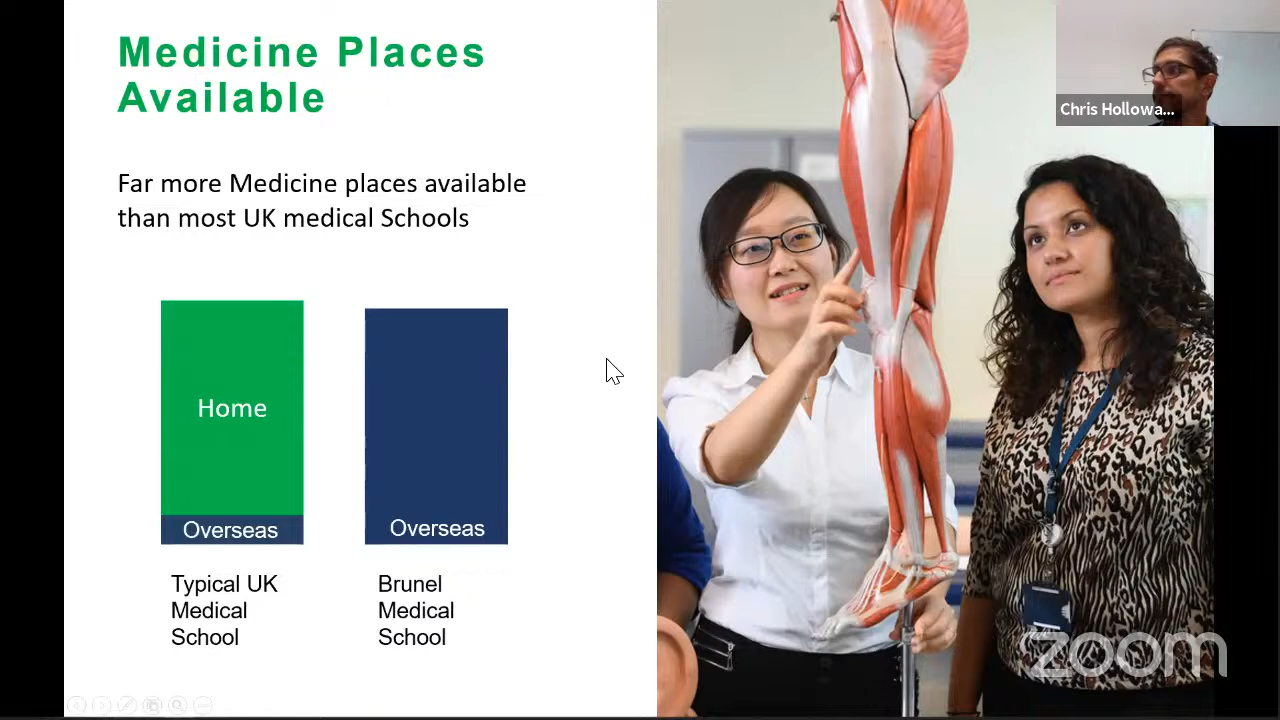 Medicine Places
Available
Far more Medicine places available
than most UK medical Schools
Home
Overseas
Overseas
Typical UK
Medical
School
Brunel
Medical
School
Chris Hollowa...
zoom